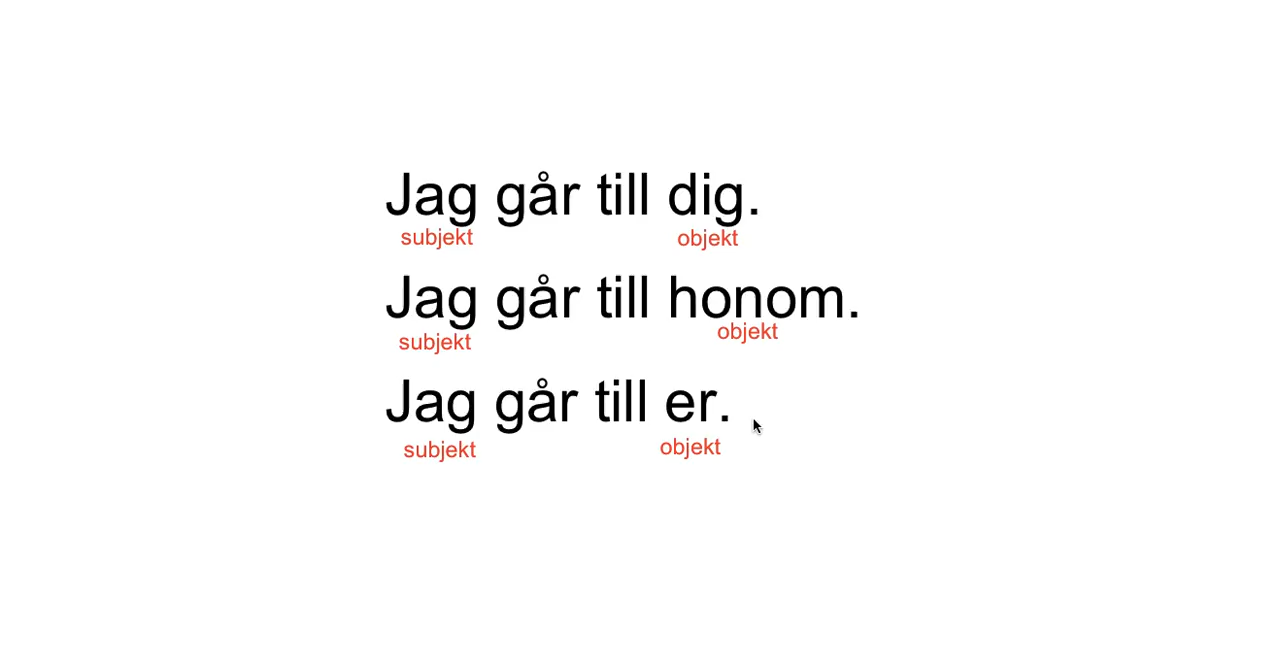 Jag går till dig.
subjekt objekt
Jag går till honom.
subjekt objekt
Jag går till er.
subjekt objekt